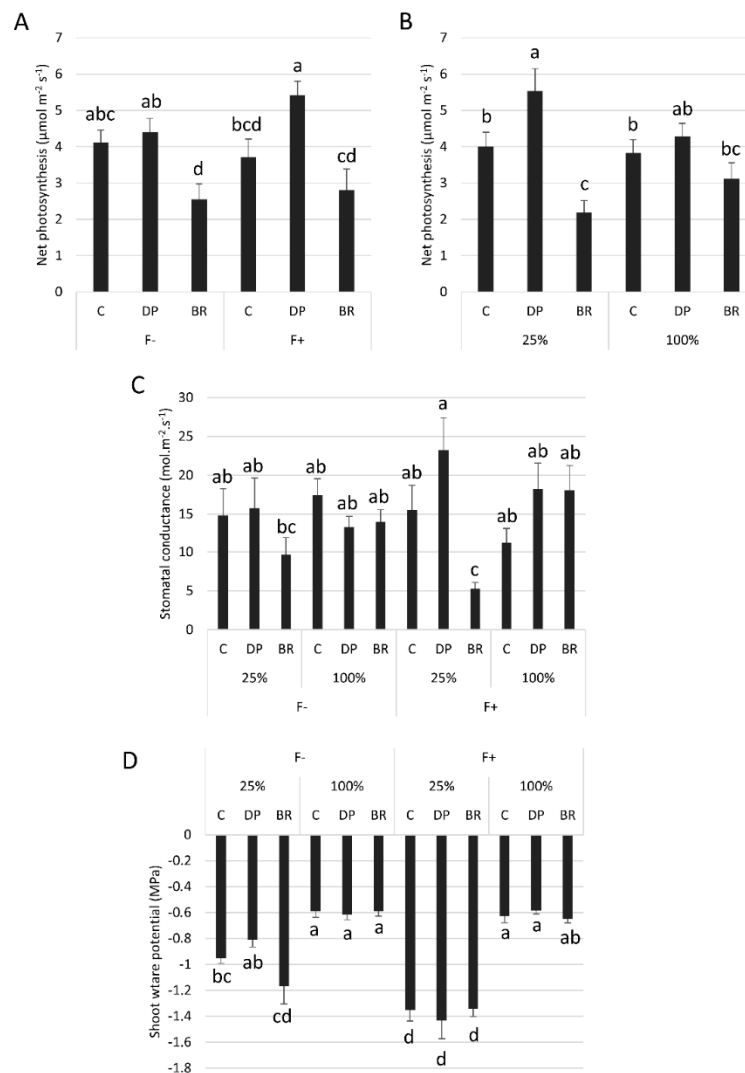 A
Net photosynthesis (µmol m⁻² s⁻¹)
7
6
5
4
3
2
1
0
abc
ab
d
bcd
a
cd
C DP BR C DP BR
F- F+
B
Net photosynthesis (µmol m⁻² s⁻¹)
7
6
5
4
3
2
1
0
b
a
c
b
ab
bc
C DP BR C DP BR
25% 100%
C
Stomatal conductance (mol.m⁻².s⁻¹)
30
25
20
15
10
5
0
ab
ab
bc
ab
ab
ab
ab
a
c
ab
ab
ab
C DP BR C DP BR C DP BR C DP BR
25% 100% 25% 100%
F- F+
D
F- F+
25% 100% 25% 100%
C DP BR C DP BR C DP BR C DP BR
Shoot wtare potential (MPa)
0
-0.2
-0.4
-0.6
-0.8
-1
-1.2
-1.4
-1.6
-1.8
bc
ab
cd
a
a
a
d
d
d
a
a
ab